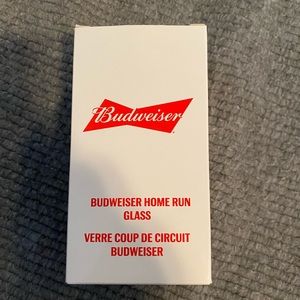 Budweiser
BUDWEISER HOME RUN
GLASS
VERRE COUP DE CIRCUIT
BUDWEISER